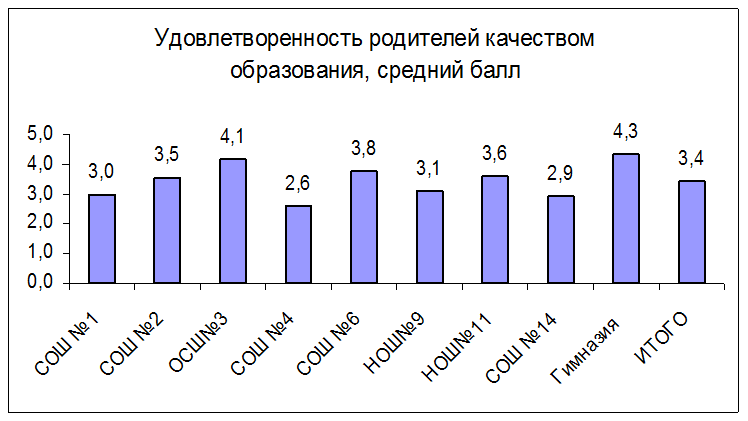 Удовлетворенность родителей качеством
образования, средний балл
5,0
4,0
3,0
2,0
1,0
0,0
3,0
3,5
4,1
2,6
3,8
3,1
3,6
2,9
4,3
3,4
СОШ №1
СОШ №2
ОСШ№3
СОШ №4
СОШ №6
НОШ№9
НОШ№11
СОШ №14
Гимназия
ИТОГО